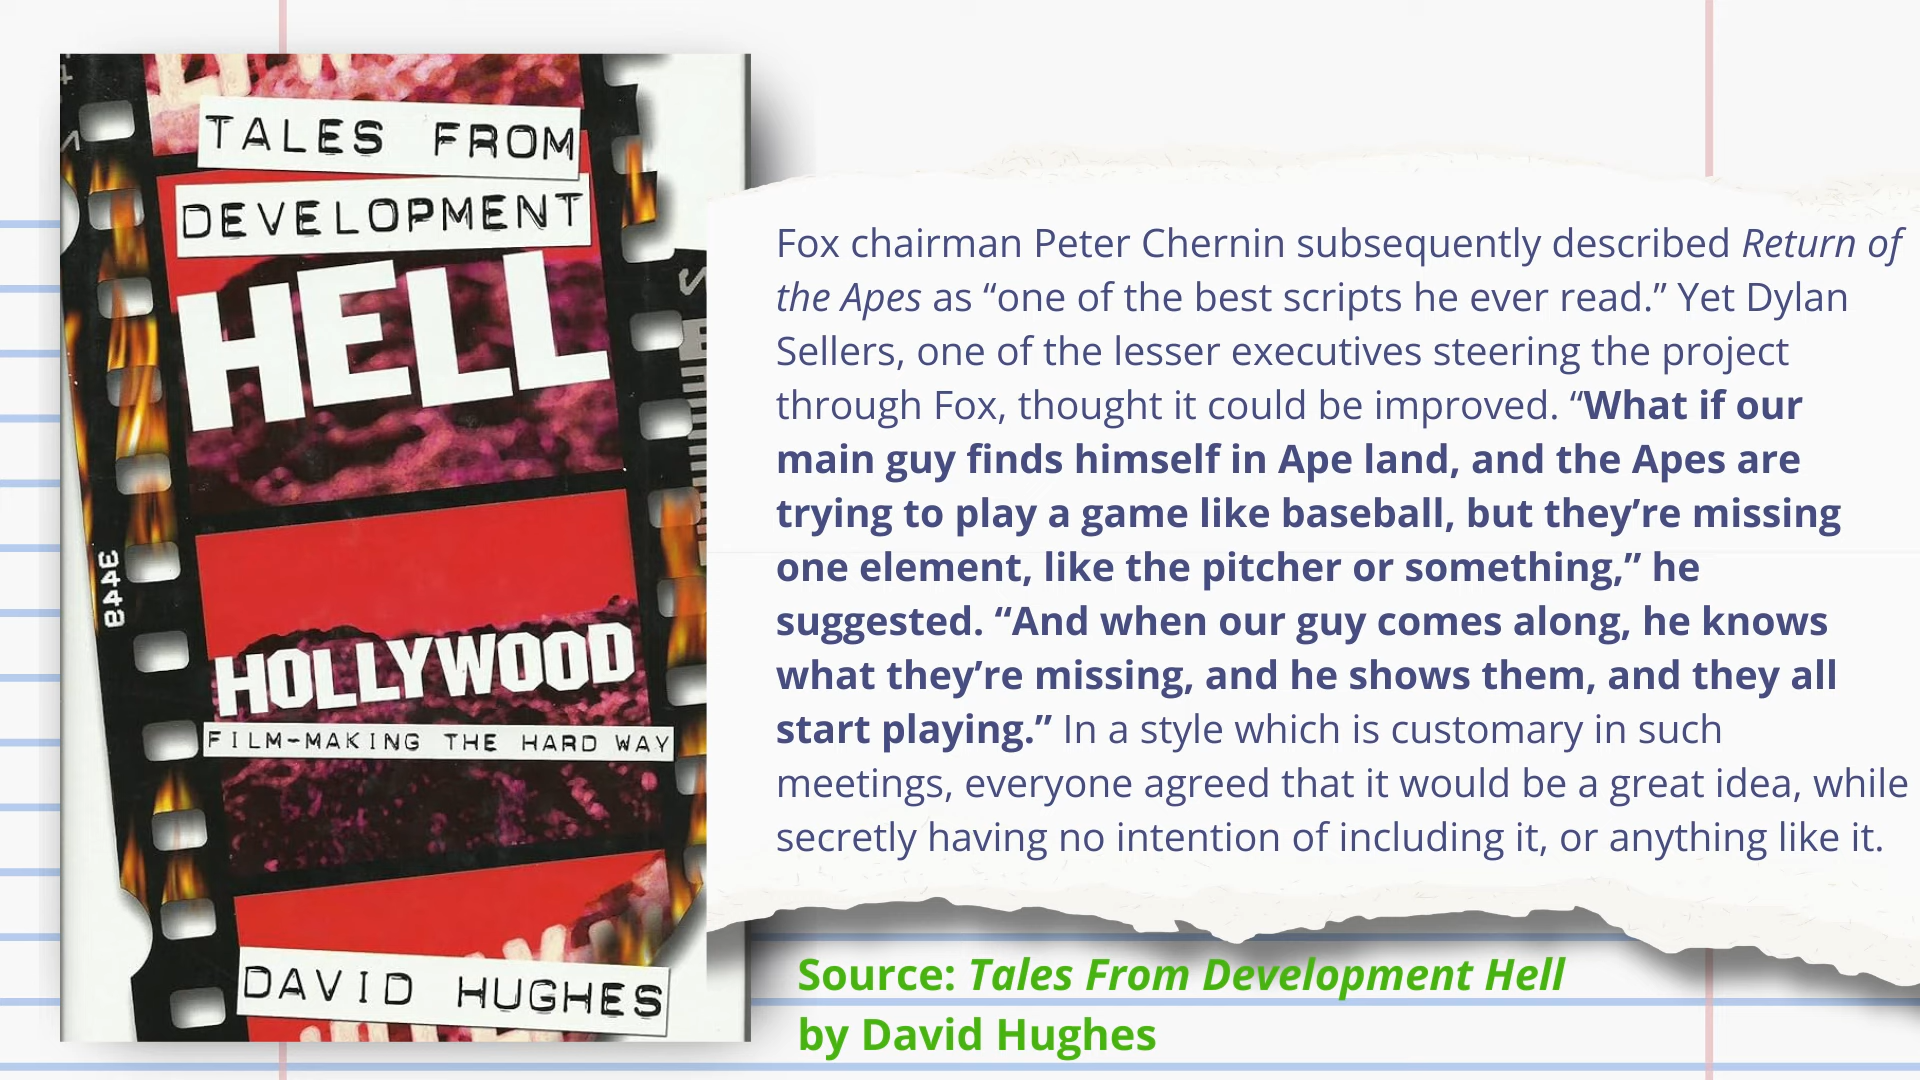 TALES FROM
DEVELOPMENT
HELL
HOLLYWOOD
FILM-MAKING THE HARD WAY
3448
DAVID HUGHES
Fox chairman Peter Chernin subsequently described Return of
the Apes as “one of the best scripts he ever read.” Yet Dylan
Sellers, one of the lesser executives steering the project
through Fox, thought it could be improved. “What if our
main guy finds himself in Ape land, and the Apes are
trying to play a game like baseball, but they’re missing
one element, like the pitcher or something,” he
suggested. “And when our guy comes along, he knows
what they’re missing, and he shows them, and they all
start playing.” In a style which is customary in such
meetings, everyone agreed that it would be a great idea, while
secretly having no intention of including it, or anything like it.
Source: Tales From Development Hell
by David Hughes